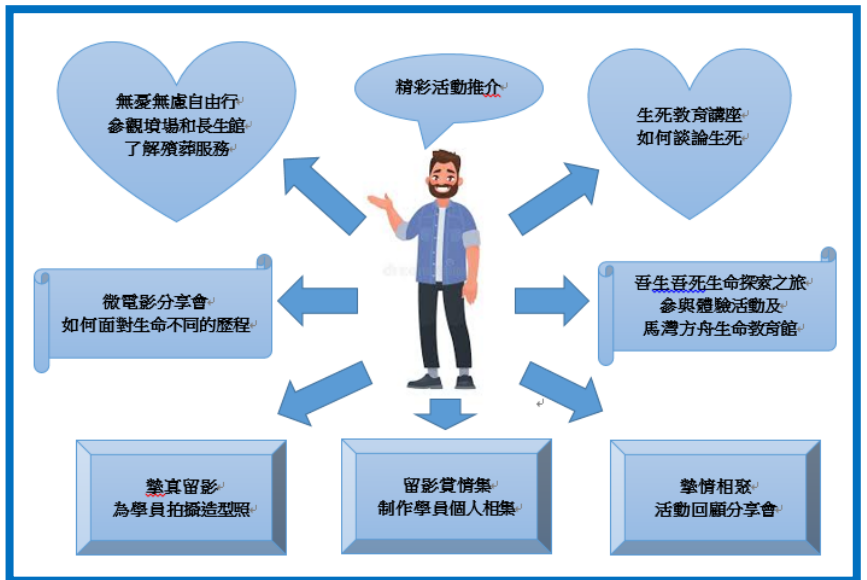 精彩活動推介
無憂無慮自由行
參觀墳場和長生館
了解殯葬服務
生死教育講座
如何談論生死
微電影分享會
如何面對生命不同的歷程
吾生吾死生命探索之旅
參與體驗活動及
馬灣方舟生命教育館
摯真留影
為學員拍攝造型照
留影賞情集
制作學員個人相集
摯情相聚
活動回顧分享會